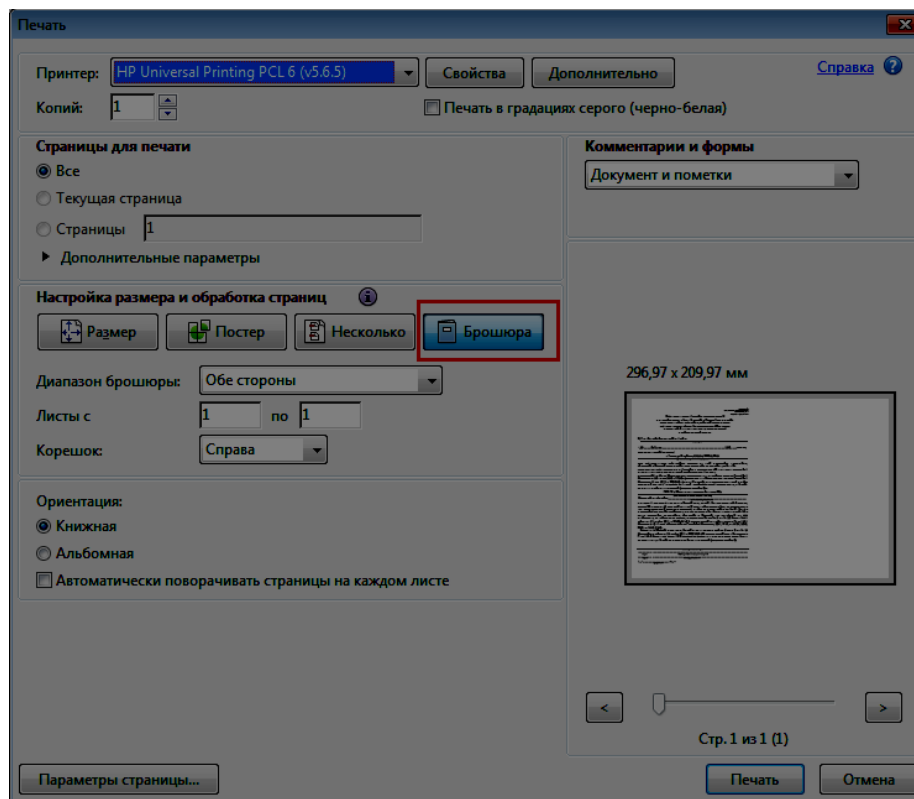 Печать
Принтер: HP Universal Printing PCL 6 (v5.6.5) Свойства Дополнительно Справка
Копий: 1 Печать в градациях серого (черно-белая)
Страницы для печати
Все
Текущая страница
Страницы 1
Дополнительные параметры
Комментарии и формы
Документ и пометки
Настройка размера и обработка страниц
Размер Постер Несколько Брошюра
Диапазон брошюры: Обе стороны
Листы с 1 по 1
Корешок: Справа
Ориентация:
Книжная
Альбомная
Автоматически поворачивать страницы на каждом листе
296,97 x 209,97 мм
< >
Стр. 1 из 1 (1)
Параметры страницы... Печать Отмена